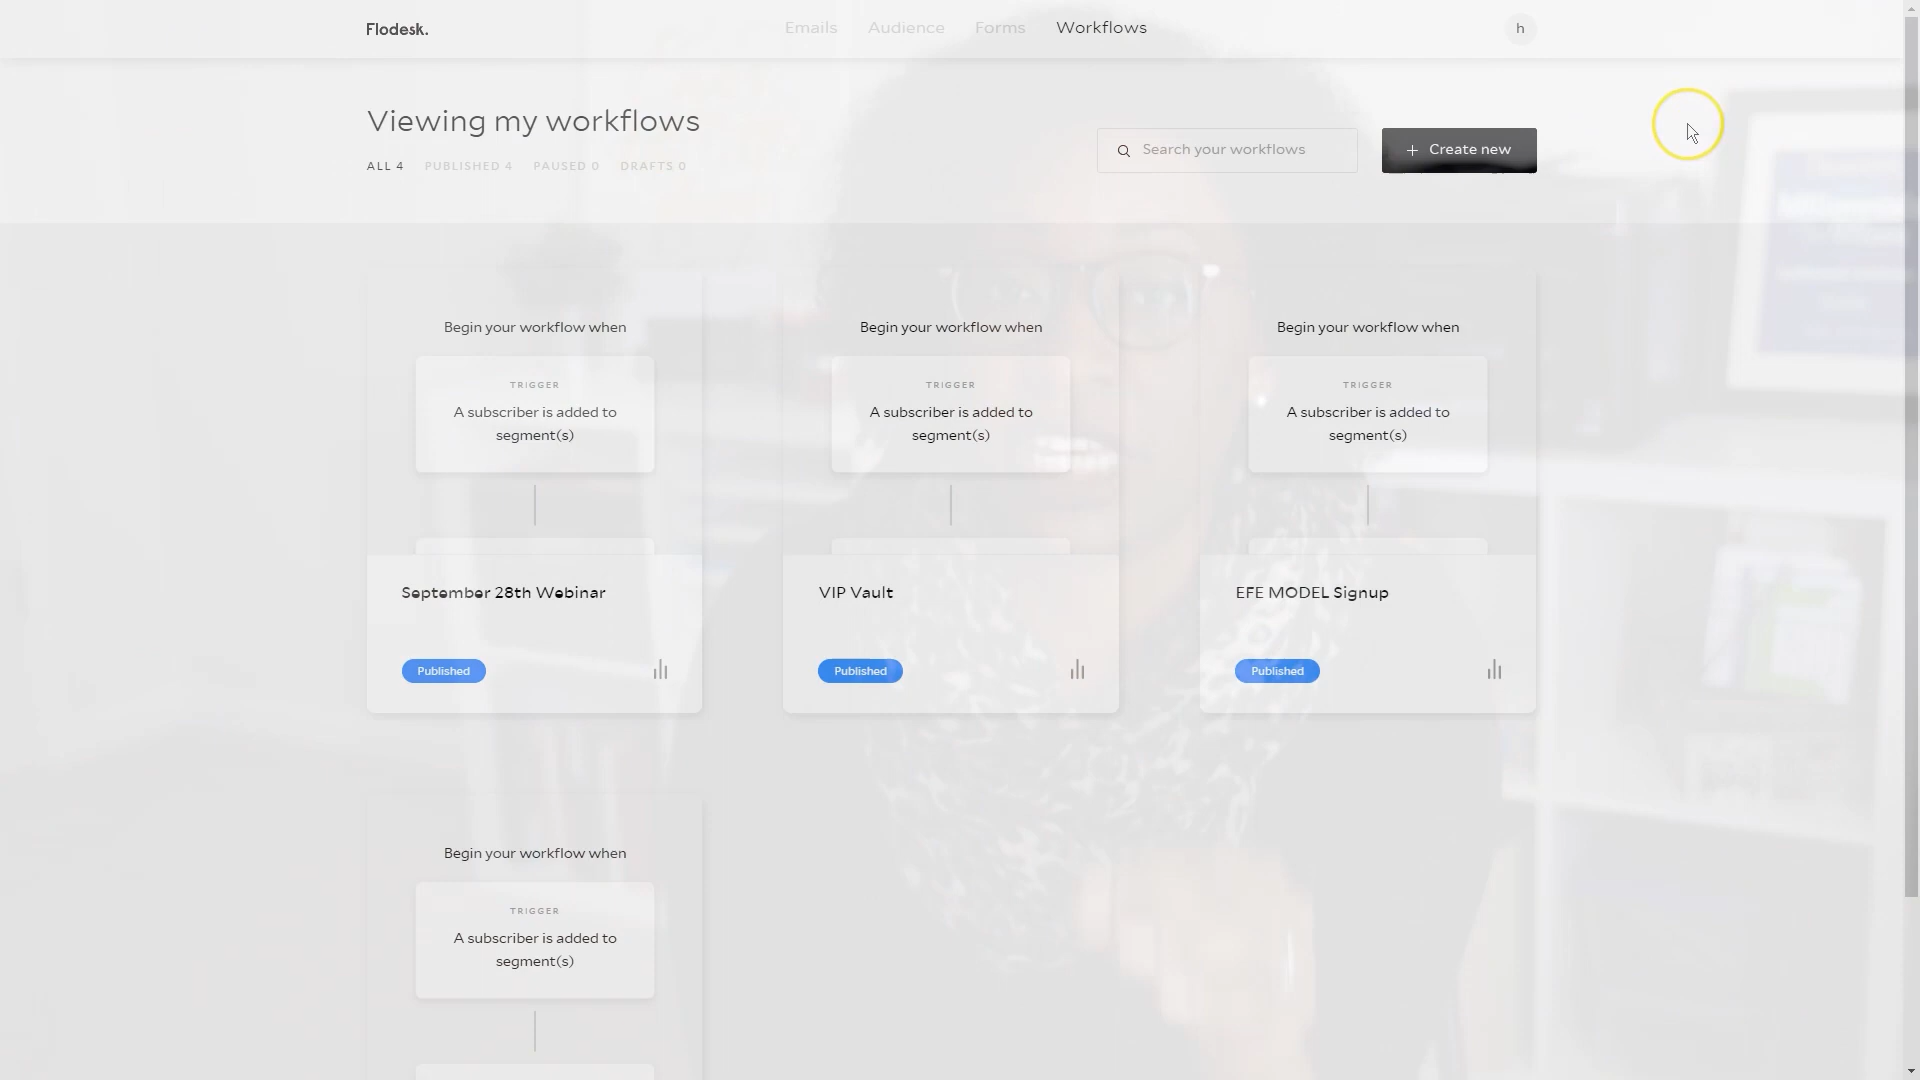 Flodesk.
Emails
Audience
Forms
Workflows
h
Viewing my workflows
ALL 4
PUBLISHED 4
PAUSED 0
DRAFTS 0
Search your workflows
+ Create new
Begin your workflow when
TRIGGER
A subscriber is added to
segment(s)
September 28th Webinar
Published
Begin your workflow when
TRIGGER
A subscriber is added to
segment(s)
VIP Vault
Published
Begin your workflow when
TRIGGER
A subscriber is added to
segment(s)
EFE MODEL Signup
Published
Begin your workflow when
TRIGGER
A subscriber is added to
segment(s)